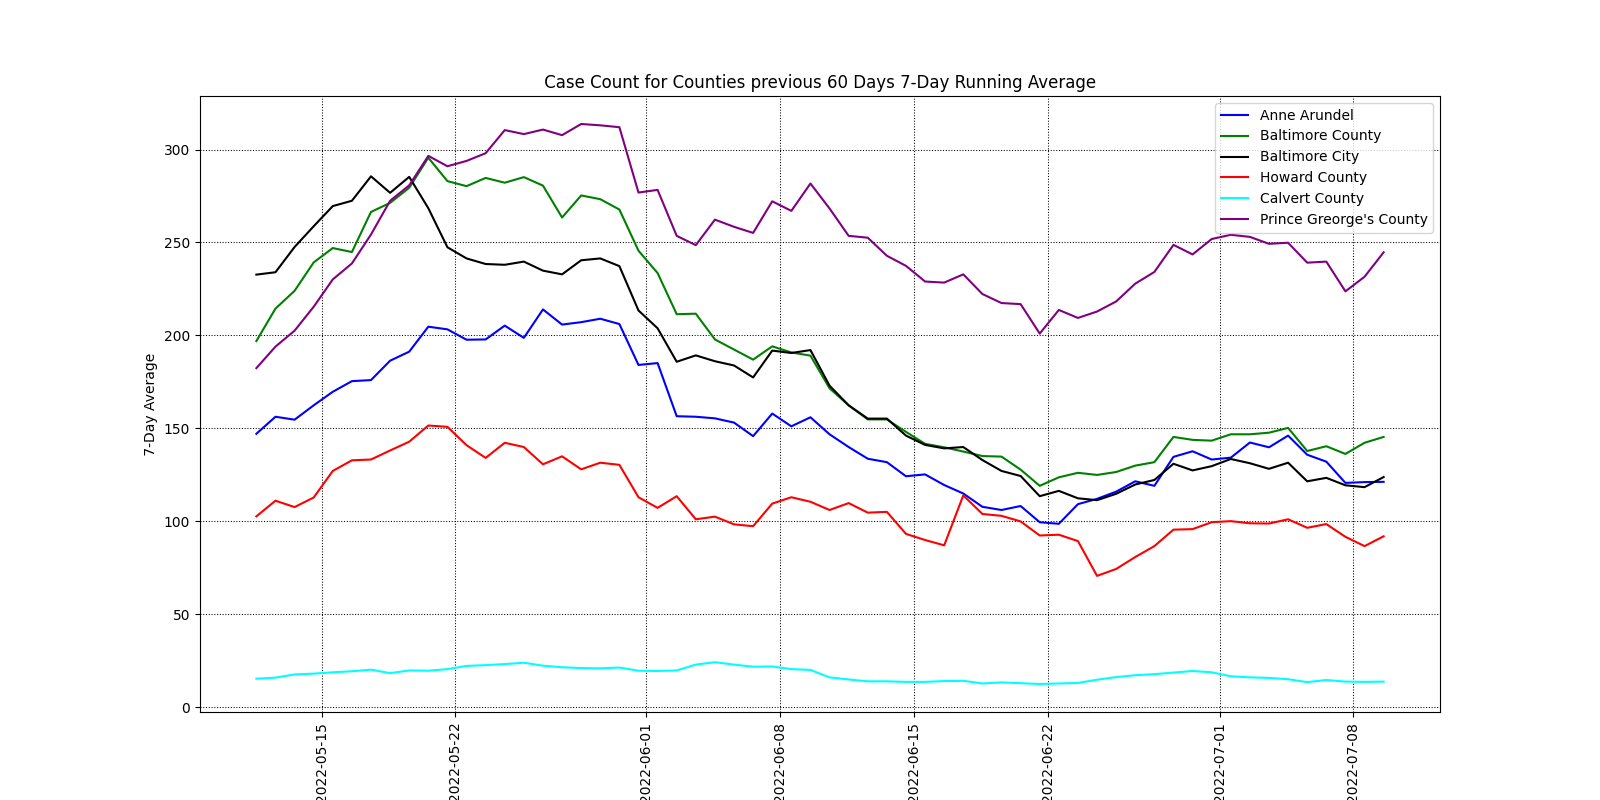 Case Count for Counties previous 60 Days 7-Day Running Average
Anne Arundel
Baltimore County
Baltimore City
Howard County
Calvert County
Prince Greorge's County
7-Day Average
300
250
200
150
100
50
0
2022-05-15
2022-05-22
2022-06-01
2022-06-08
2022-06-15
2022-06-22
2022-07-01
2022-07-08